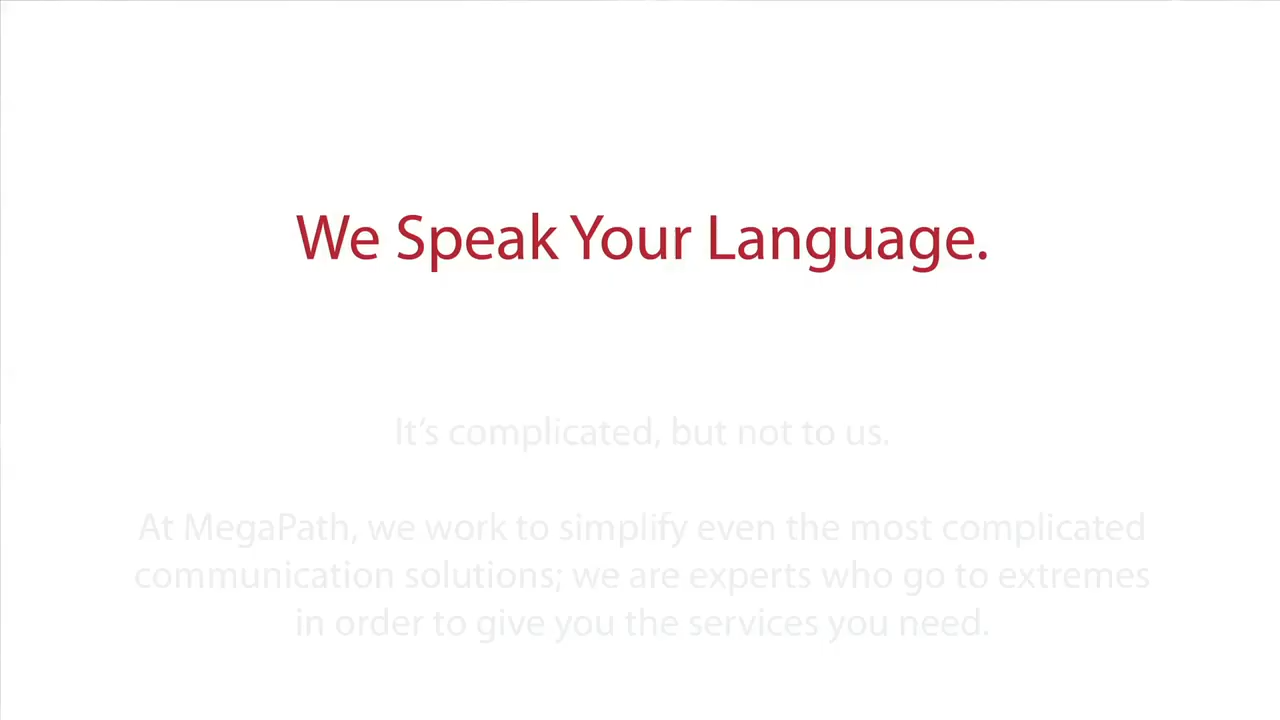 We Speak Your Language.
It's complicated, but not to us.
At MegaPath, we work to simplify even the most complicated
communication solutions; we are experts who go to extremes
in order to give you the services you need.